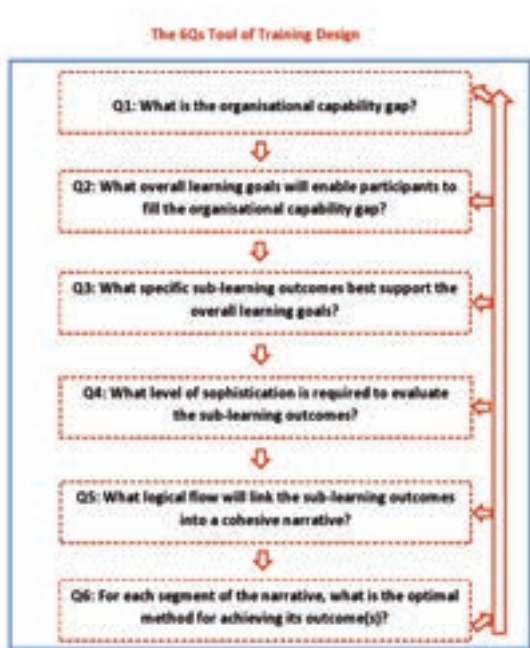 The 6Qs Tool of Training Design
Q1: What is the organisational capability gap?
Q2: What overall learning goals will enable participants to
fill the organisational capability gap?
Q3: What specific sub-learning outcomes best support the
overall learning goals?
Q4: What level of sophistication is required to evaluate
the sub-learning outcomes?
Q5: What logical flow will link the sub-learning outcomes
into a cohesive narrative?
Q6: For each segment of the narrative, what is the optimal
method for achieving its outcome(s)?